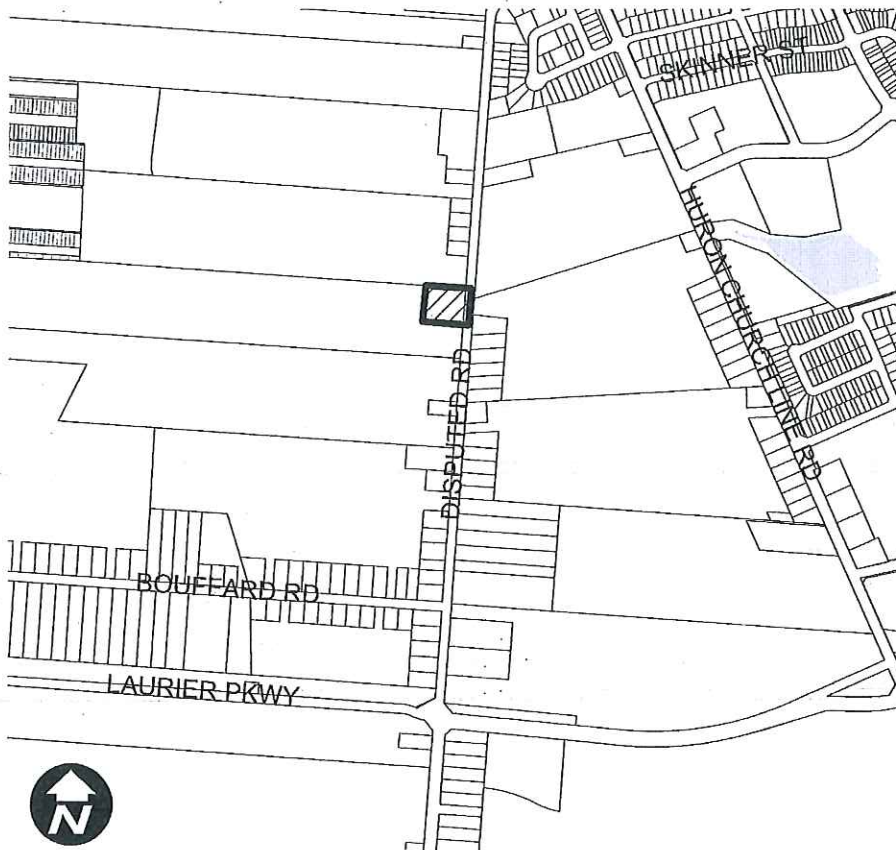 SKINNER ST
HURON CHURCH LINE RD
DISPUTED RD
BOUFFARD RD
LAURIER PKWY
N